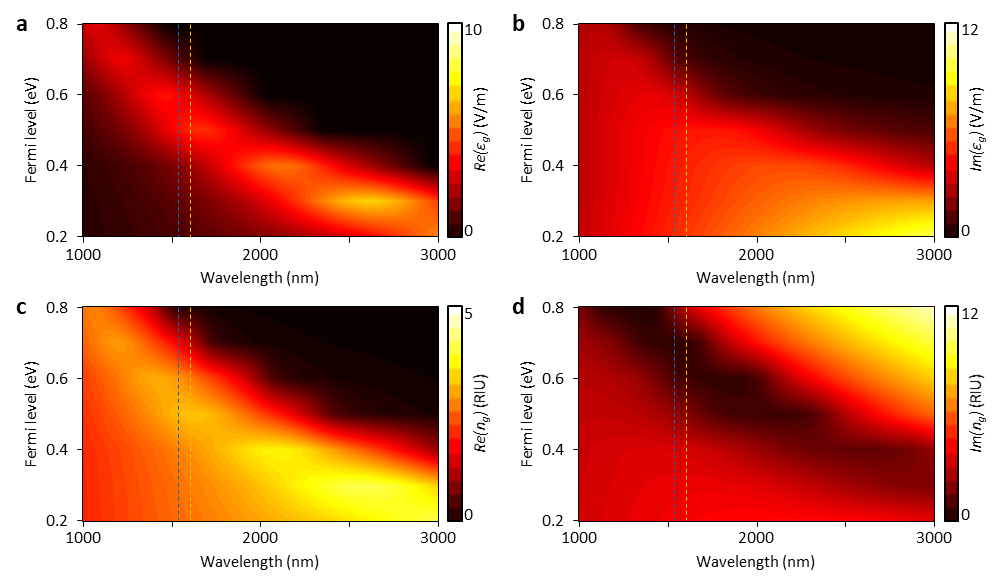 a
0.8
0.6
0.4
0.2
Fermi level (eV)
1000
2000
3000
Wavelength (nm)
10
0
Re(εg) (V/m)
b
0.8
0.6
0.4
0.2
Fermi level (eV)
1000
2000
3000
Wavelength (nm)
12
0
Im(εg) (V/m)
c
0.8
0.6
0.4
0.2
Fermi level (eV)
1000
2000
3000
Wavelength (nm)
5
0
Re(ng) (RIU)
d
0.8
0.6
0.4
0.2
Fermi level (eV)
1000
2000
3000
Wavelength (nm)
12
0
Im(ng) (RIU)